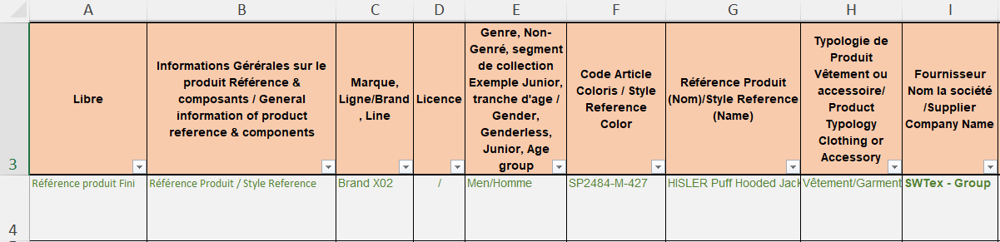 A B C D E F G H I
3
Libre
Informations Gérérales sur le
produit Référence &
composants / General
information of product
reference & components
Marque,
Ligne/Brand
, Line
Licence
Genre, Non-
Genré, segment
de collection
Exemple Junior,
tranche d'age /
Gender,
Genderless,
Junior, Age
group
Code Article
Coloris / Style
Reference
Color
Référence Produit
(Nom)/Style Reference
(Name)
Typologie de
Produit
Vêtement ou
accessoire/
Product
Typology
Clothing or
Accessory
Fournisseur
Nom la société
/Supplier
Company Name
4
Référence produit Fini
Référence Produit / Style Reference
Brand X02
/
Men/Homme
SP2484-M-427
HISLER Puff Hooded Jack
Vêtement/Garment
SWTex - Group